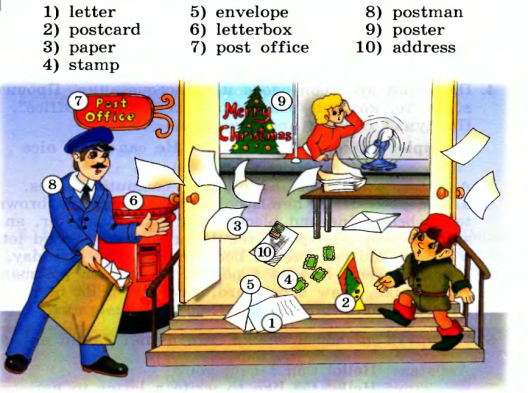 1) letter 5) envelope 8) postman
2) postcard 6) letterbox 9) poster
3) paper 7) post office 10) address
4) stamp
7 Post
Office
Merry
Christmas
9
8
6
3
10
5
4
2
1